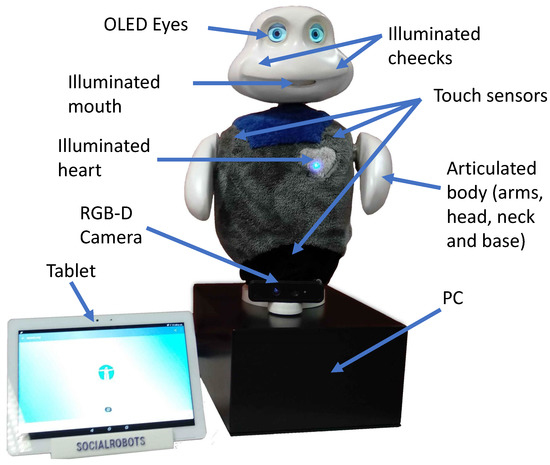 OLED Eyes
Illuminated
cheecks
Illuminated
mouth
Touch sensors
Illuminated
heart
Articulated
body (arms,
head, neck
and base)
RGB-D
Camera
Tablet
PC
SOCIALROBOTS